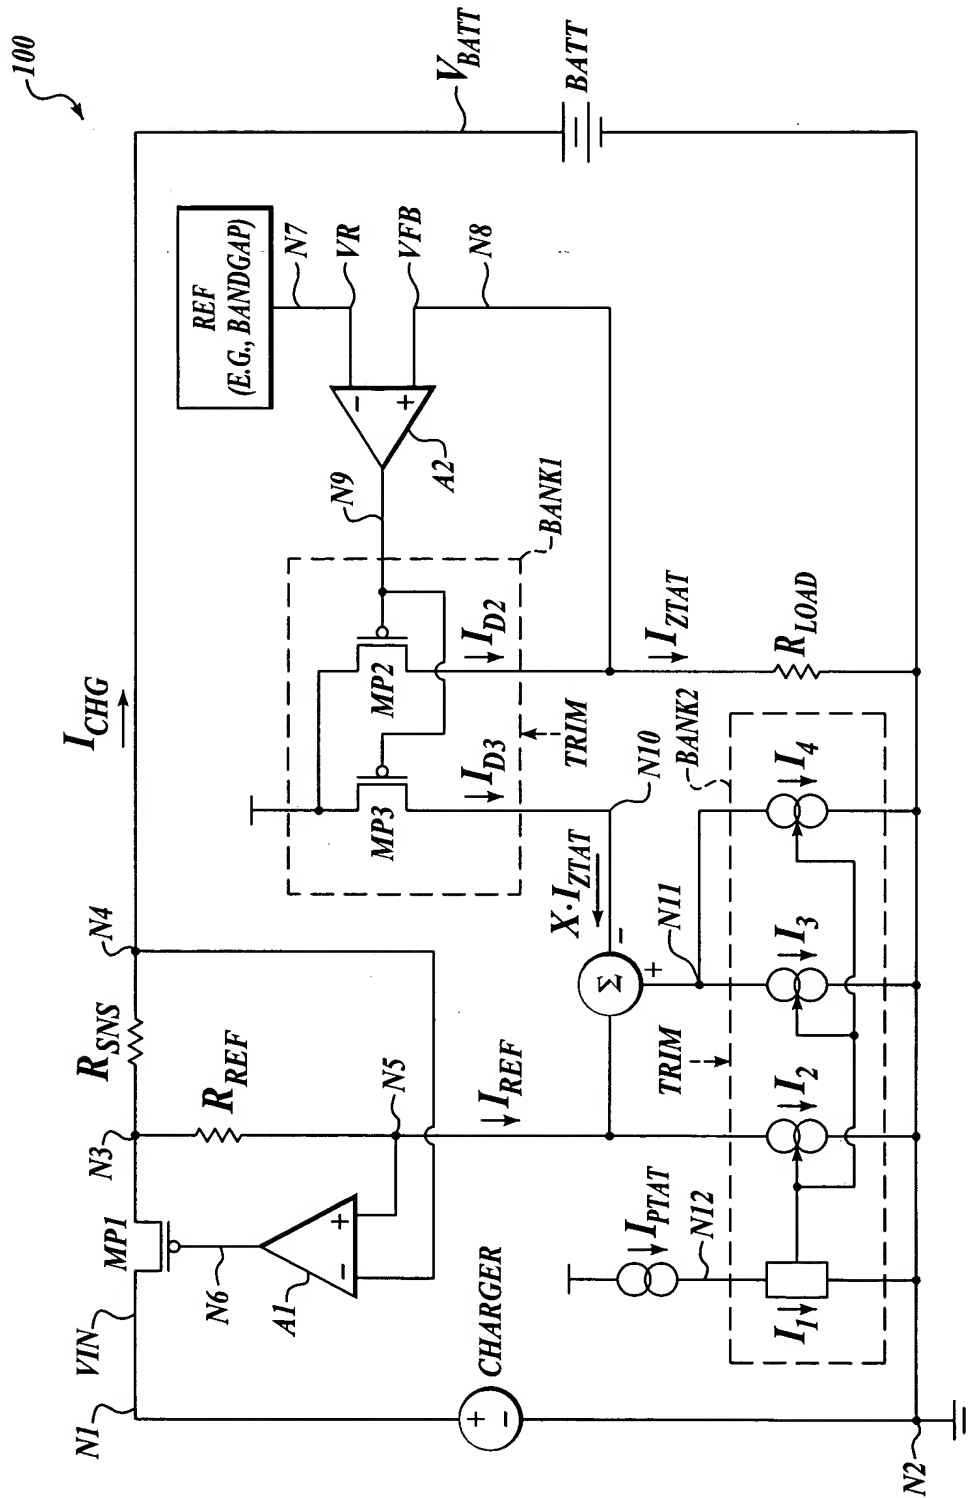 100
I_CHG
V_BATT
BATT
REF
(E.G., BANDGAP)
N7
VR
VFB
N8
−
+
A2
N9
BANK1
MP2
MP3
I_D2
I_D3
TRIM
I_ZTAT
R_LOAD
N10
BANK2
X·I_ZTAT
−
Σ
+
N11
N4
R_SNS
R_REF
N3
N5
I_REF
TRIM
I_4
I_3
I_2
I_1
I_PTAT
N12
MP1
N6
A1
+
−
VIN
N1
CHARGER
+
−
N2